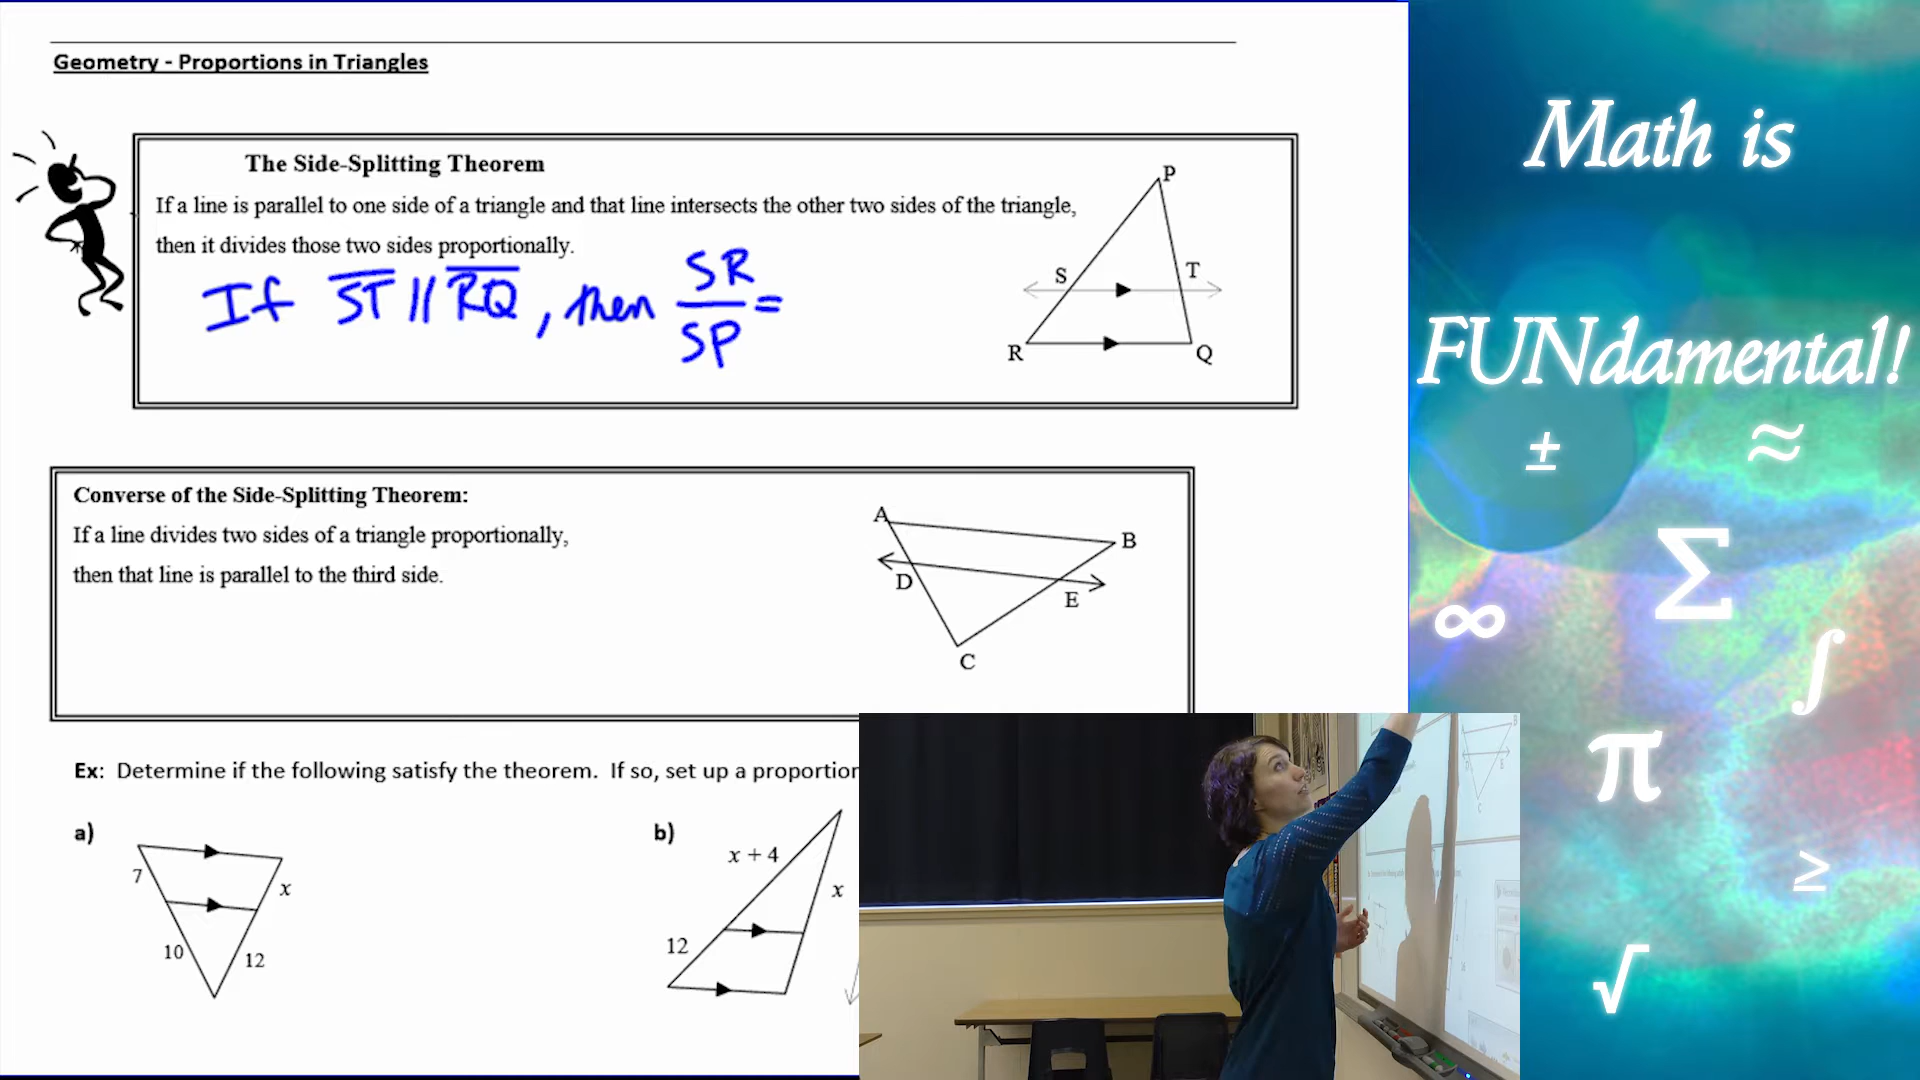 Geometry - Proportions in Triangles
The Side-Splitting Theorem
If a line is parallel to one side of a triangle and that line intersects the other two sides of the triangle,
then it divides those two sides proportionally.
If ST // RQ, then SR/SP =
P
S
T
R
Q
Converse of the Side-Splitting Theorem:
If a line divides two sides of a triangle proportionally,
then that line is parallel to the third side.
A
B
D
E
C
Ex: Determine if the following satisfy the theorem. If so, set up a proportion
a)
7
x
10
12
b)
x + 4
x
12
Math is
FUNdamental!
± ≈
Σ
∞
∫
π
≥
√